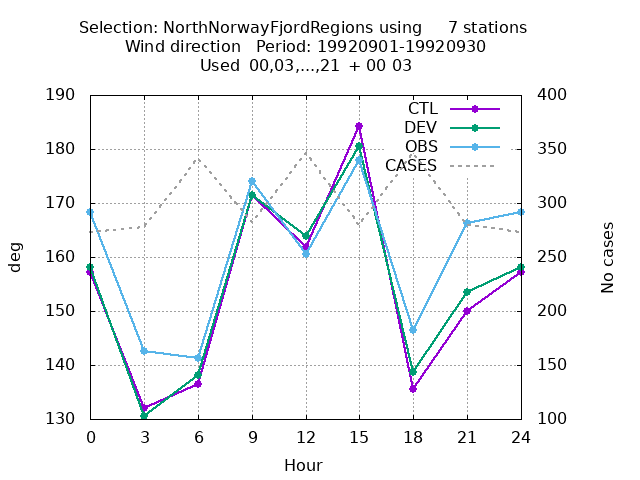 Selection: NorthNorwayFjordRegions using 7 stations
Wind direction Period: 19920901-19920930
Used 00,03,...,21 + 00 03
190 400
CTL
DEV
OBS
CASES
180 350
170 300
160 250
150 200
140 150
130 100
deg
No cases
0 3 6 9 12 15 18 21 24
Hour